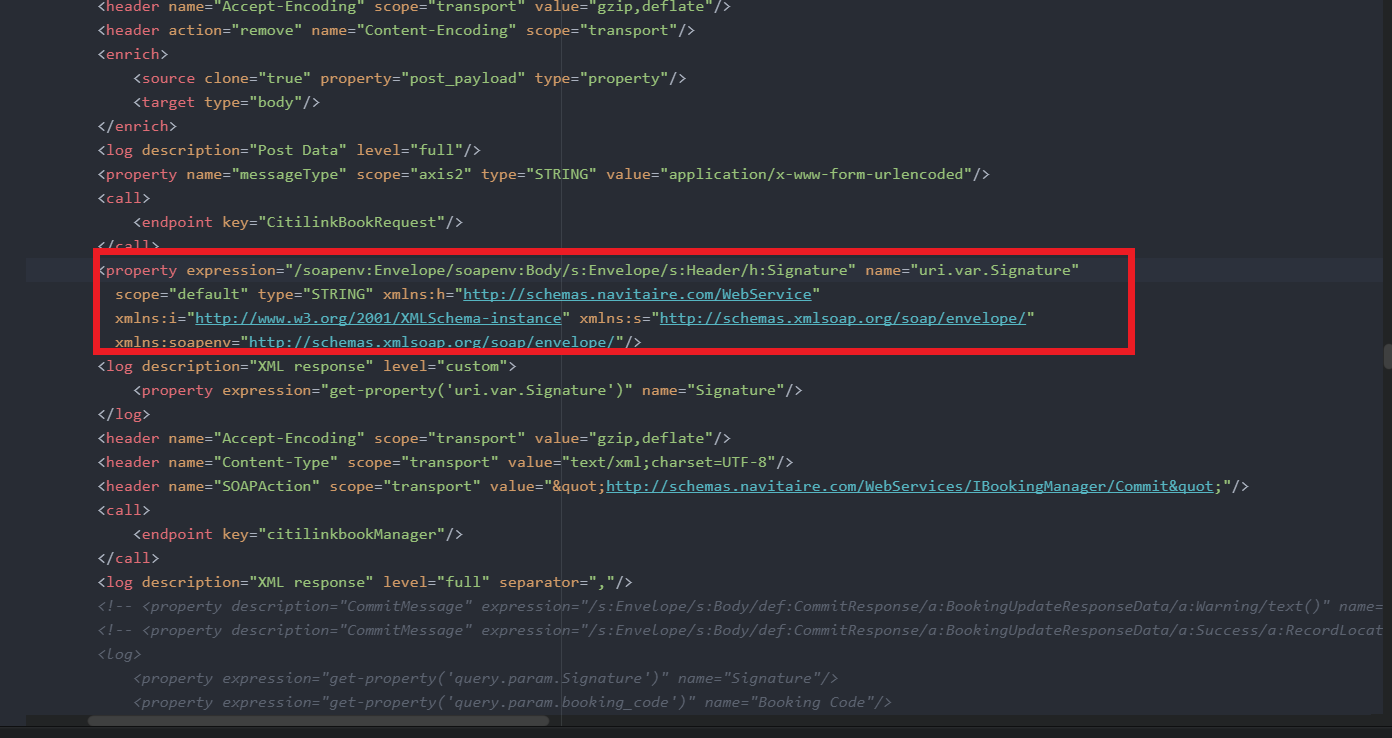 <header name="Accept-Encoding" scope="transport" value="gzip,deflate"/>
<header action="remove" name="Content-Encoding" scope="transport"/>
<enrich>
<source clone="true" property="post_payload" type="property"/>
<target type="body"/>
</enrich>
<log description="Post Data" level="full"/>
<property name="messageType" scope="axis2" type="STRING" value="application/x-www-form-urlencoded"/>
<call>
<endpoint key="CitilinkBookRequest"/>
</call>
<property expression="/soapenv:Envelope/soapenv:Body/s:Envelope/s:Header/h:Signature" name="uri.var.Signature"
scope="default" type="STRING" xmlns:h="http://schemas.navitaire.com/WebService"
xmlns:i="http://www.w3.org/2001/XMLSchema-instance" xmlns:s="http://schemas.xmlsoap.org/soap/envelope/"
xmlns:soapenv="http://schemas.xmlsoap.org/soap/envelope/"/>
<log description="XML response" level="custom">
<property expression="get-property('uri.var.Signature')" name="Signature"/>
</log>
<header name="Accept-Encoding" scope="transport" value="gzip,deflate"/>
<header name="Content-Type" scope="transport" value="text/xml;charset=UTF-8"/>
<header name="SOAPAction" scope="transport" value="&quot;http://schemas.navitaire.com/WebServices/IBookingManager/Commit&quot;"/>
<call>
<endpoint key="citilinkbookManager"/>
</call>
<log description="XML response" level="full" separator=","/>
<!-- <property description="CommitMessage" expression="/s:Envelope/s:Body/def:CommitResponse/a:BookingUpdateResponseData/a:Warning/text()" name=
<!-- <property description="CommitMessage" expression="/s:Envelope/s:Body/def:CommitResponse/a:BookingUpdateResponseData/a:Success/a:RecordLocat
<log>
<property expression="get-property('query.param.Signature')" name="Signature"/>
<property expression="get-property('query.param.booking_code')" name="Booking Code"/>